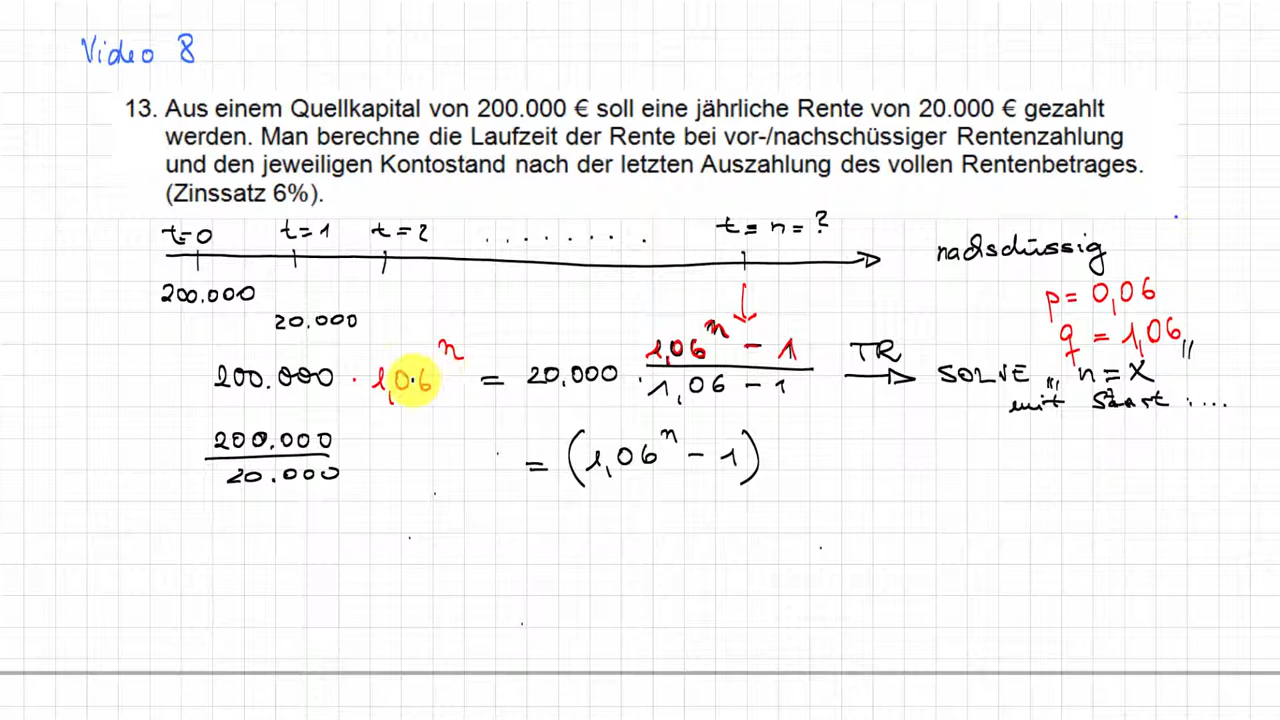 Video 8
13. Aus einem Quellkapital von 200.000 € soll eine jährliche Rente von 20.000 € gezahlt
werden. Man berechne die Laufzeit der Rente bei vor-/nachschüssiger Rentenzahlung
und den jeweiligen Kontostand nach der letzten Auszahlung des vollen Rentenbetrages.
(Zinssatz 6%).
t=0 t=1 t=2 ......... t=n=?
nachschüssig
200.000
20.000
p=0,06
q=1,06,,
200.000 · 1,06^n = 20.000 · (1,06^n - 1)/(1,06 - 1) TR SOLVE,,, n=X
mit Start :...
200.000/20.000 = (1,06^n - 1)